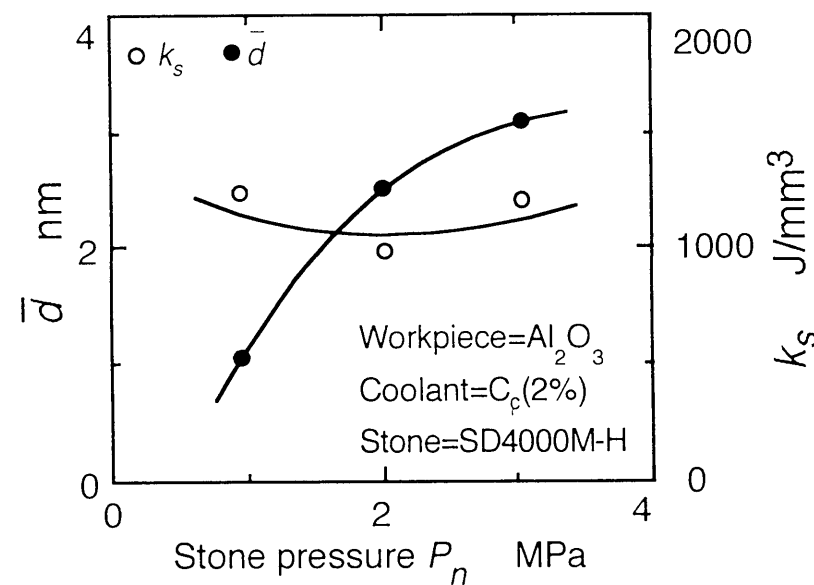 4
2000
○ k_s ● d̄
d̄ nm
2
1000
k_s J/mm³
Workpiece=Al₂O₃
Coolant=C_c(2%)
Stone=SD4000M-H
0
0
0
2
4
Stone pressure P_n MPa